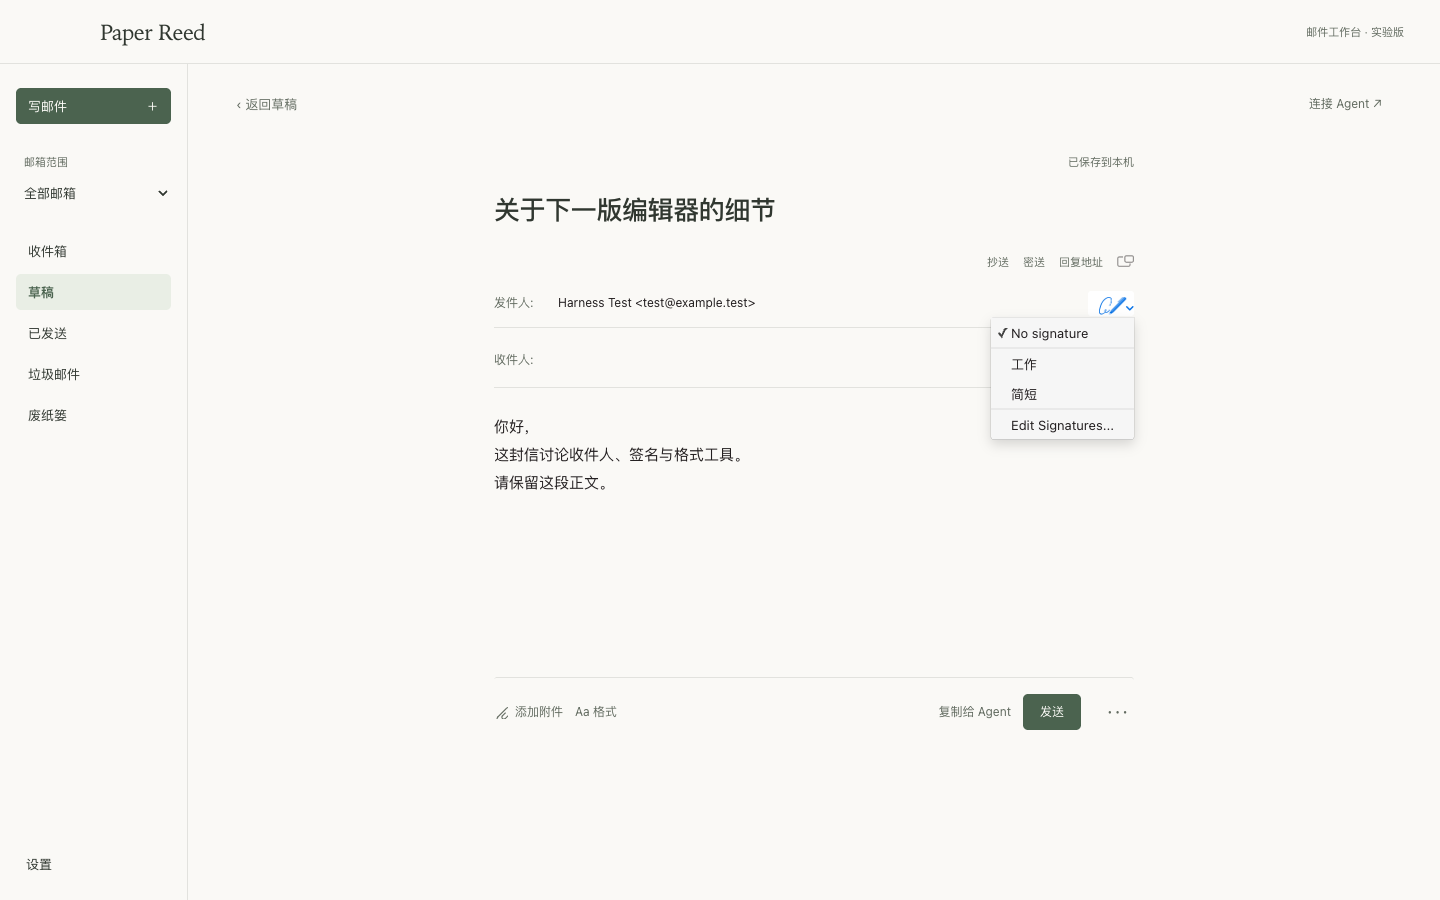 Paper Reed
邮件工作台 · 实验版
写邮件 +
邮箱范围
全部邮箱
收件箱
草稿
已发送
垃圾邮件
废纸篓
设置
‹ 返回草稿
连接 Agent ↗
已保存到本机
关于下一版编辑器的细节
抄送 密送 回复地址
发件人: Harness Test <test@example.test>
✓ No signature
工作
简短
Edit Signatures...
收件人:
你好，
这封信讨论收件人、签名与格式工具。
请保留这段正文。
添加附件 Aa 格式
复制给 Agent 发送 ···